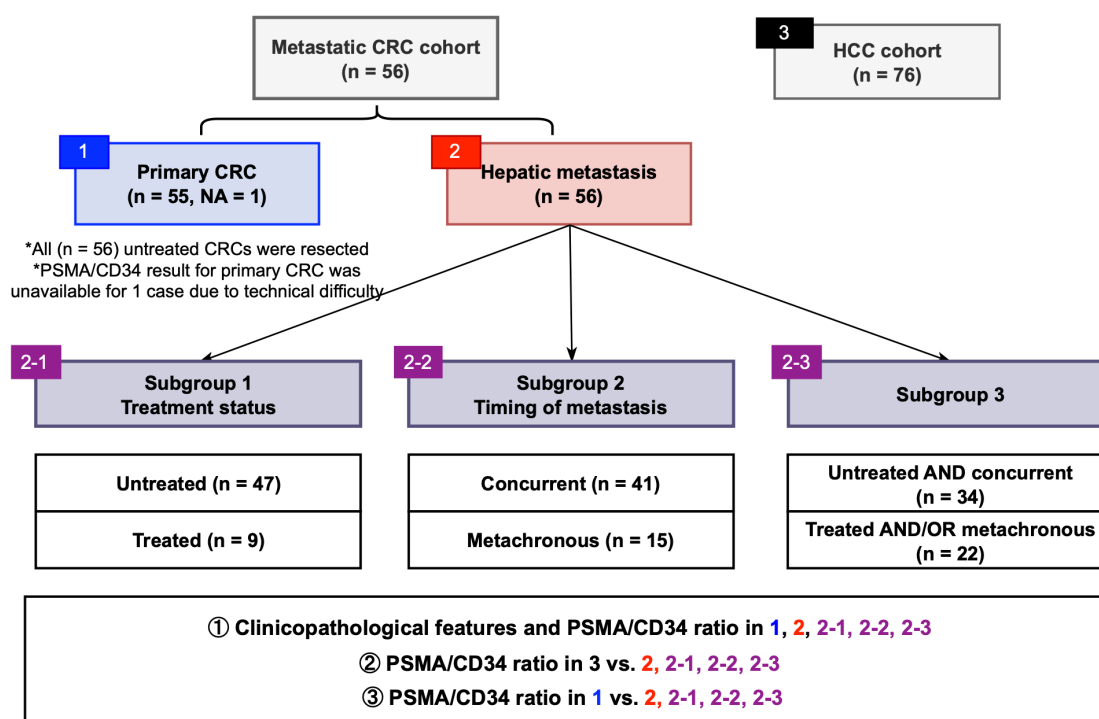 Metastatic CRC cohort
(n = 56)
3
HCC cohort
(n = 76)
1
Primary CRC
(n = 55, NA = 1)
2
Hepatic metastasis
(n = 56)
*All (n = 56) untreated CRCs were resected
*PSMA/CD34 result for primary CRC was
unavailable for 1 case due to technical difficulty
2-1
Subgroup 1
Treatment status
2-2
Subgroup 2
Timing of metastasis
2-3
Subgroup 3
Untreated (n = 47)
Treated (n = 9)
Concurrent (n = 41)
Metachronous (n = 15)
Untreated AND concurrent
(n = 34)
Treated AND/OR metachronous
(n = 22)
① Clinicopathological features and PSMA/CD34 ratio in 1, 2, 2-1, 2-2, 2-3
② PSMA/CD34 ratio in 3 vs. 2, 2-1, 2-2, 2-3
③ PSMA/CD34 ratio in 1 vs. 2, 2-1, 2-2, 2-3